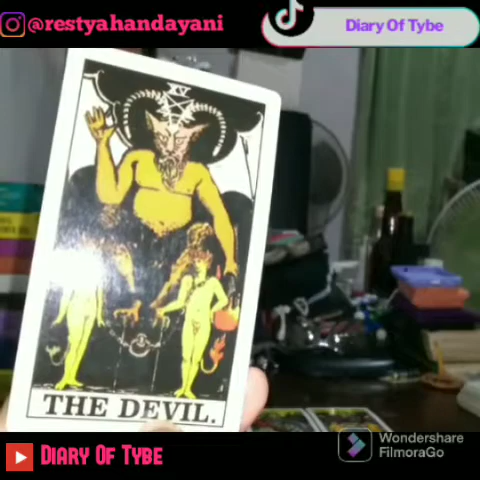 @restyahandayani
Diary Of Tybe
XV
THE DEVIL.
DIARY OF TYBE
Wondershare
FilmoraGo